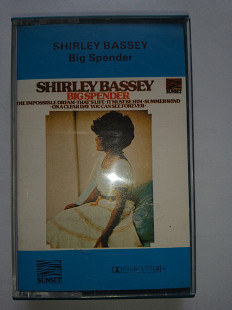 SHIRLEY BASSEY
Big Spender
SHIRLEY BASSEY
BIG SPENDER
THE IMPOSSIBLE DREAM·THAT'S LIFE·IT MUST BE HIM·SUMMER WIND
·ON A CLEAR DAY YOU CAN SEE FOREVER·
SUNSET